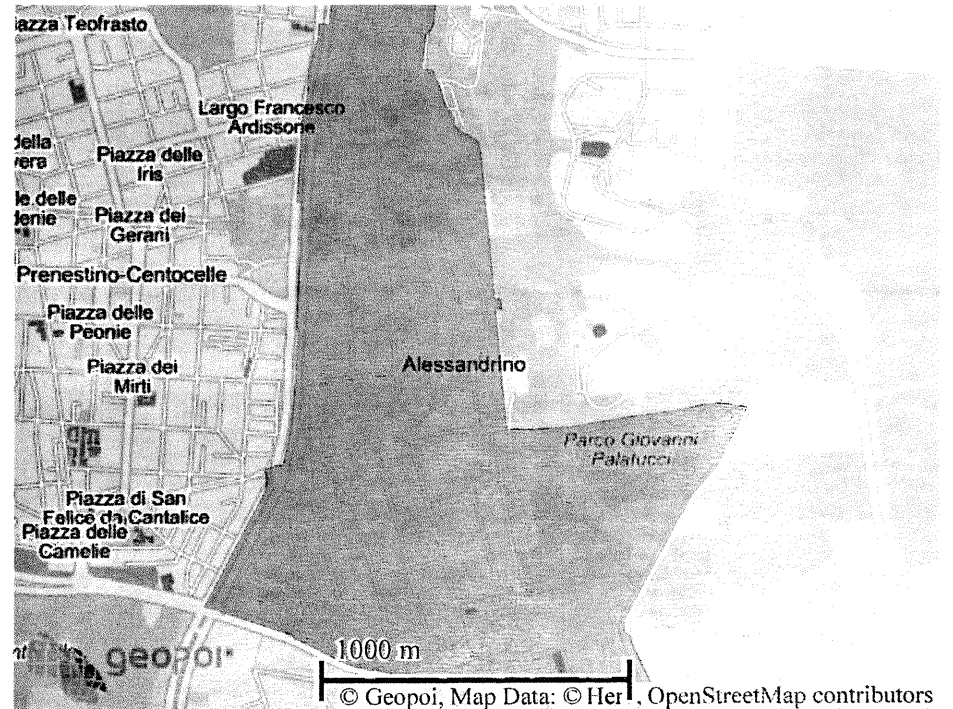 iazza Teofrasto
Largo Francesco
Ardissone
della
vera
Piazza delle
Iris
le delle
denie
Piazza dei
Gerani
Prenestino-Centocelle
Piazza delle
Peonie
Alessandrino
Piazza dei
Mirti
Parco Giovanni
Palatucci
Piazza di San
Felice da Cantalice
Piazza delle
Camelie
geopoi
1000 m
© Geopoi, Map Data: © Her , OpenStreetMap contributors